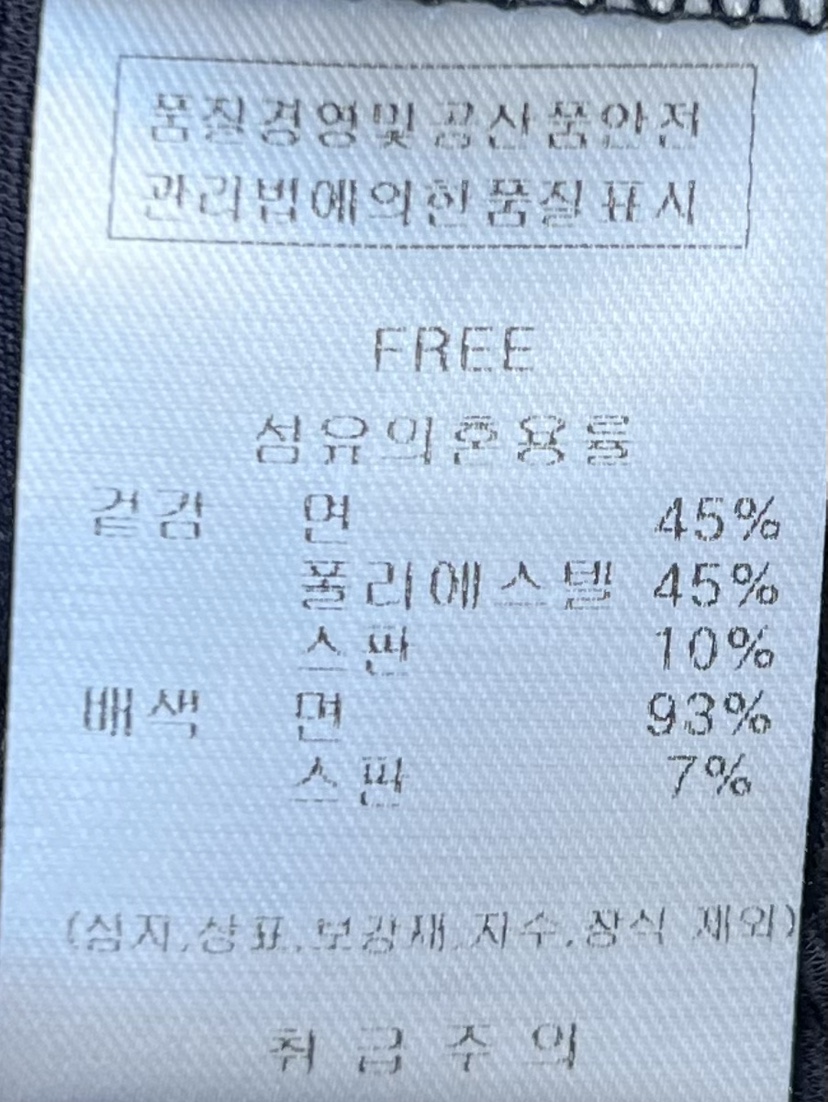 품질경영및공산품안전
관리법에의한품질표시
FREE
섬유의혼용률
겉감 면 45%
폴리에스텔 45%
스판 10%
배색 면 93%
스판 7%
(심지,상표,보강재,자수,장식 제외)
취급주의